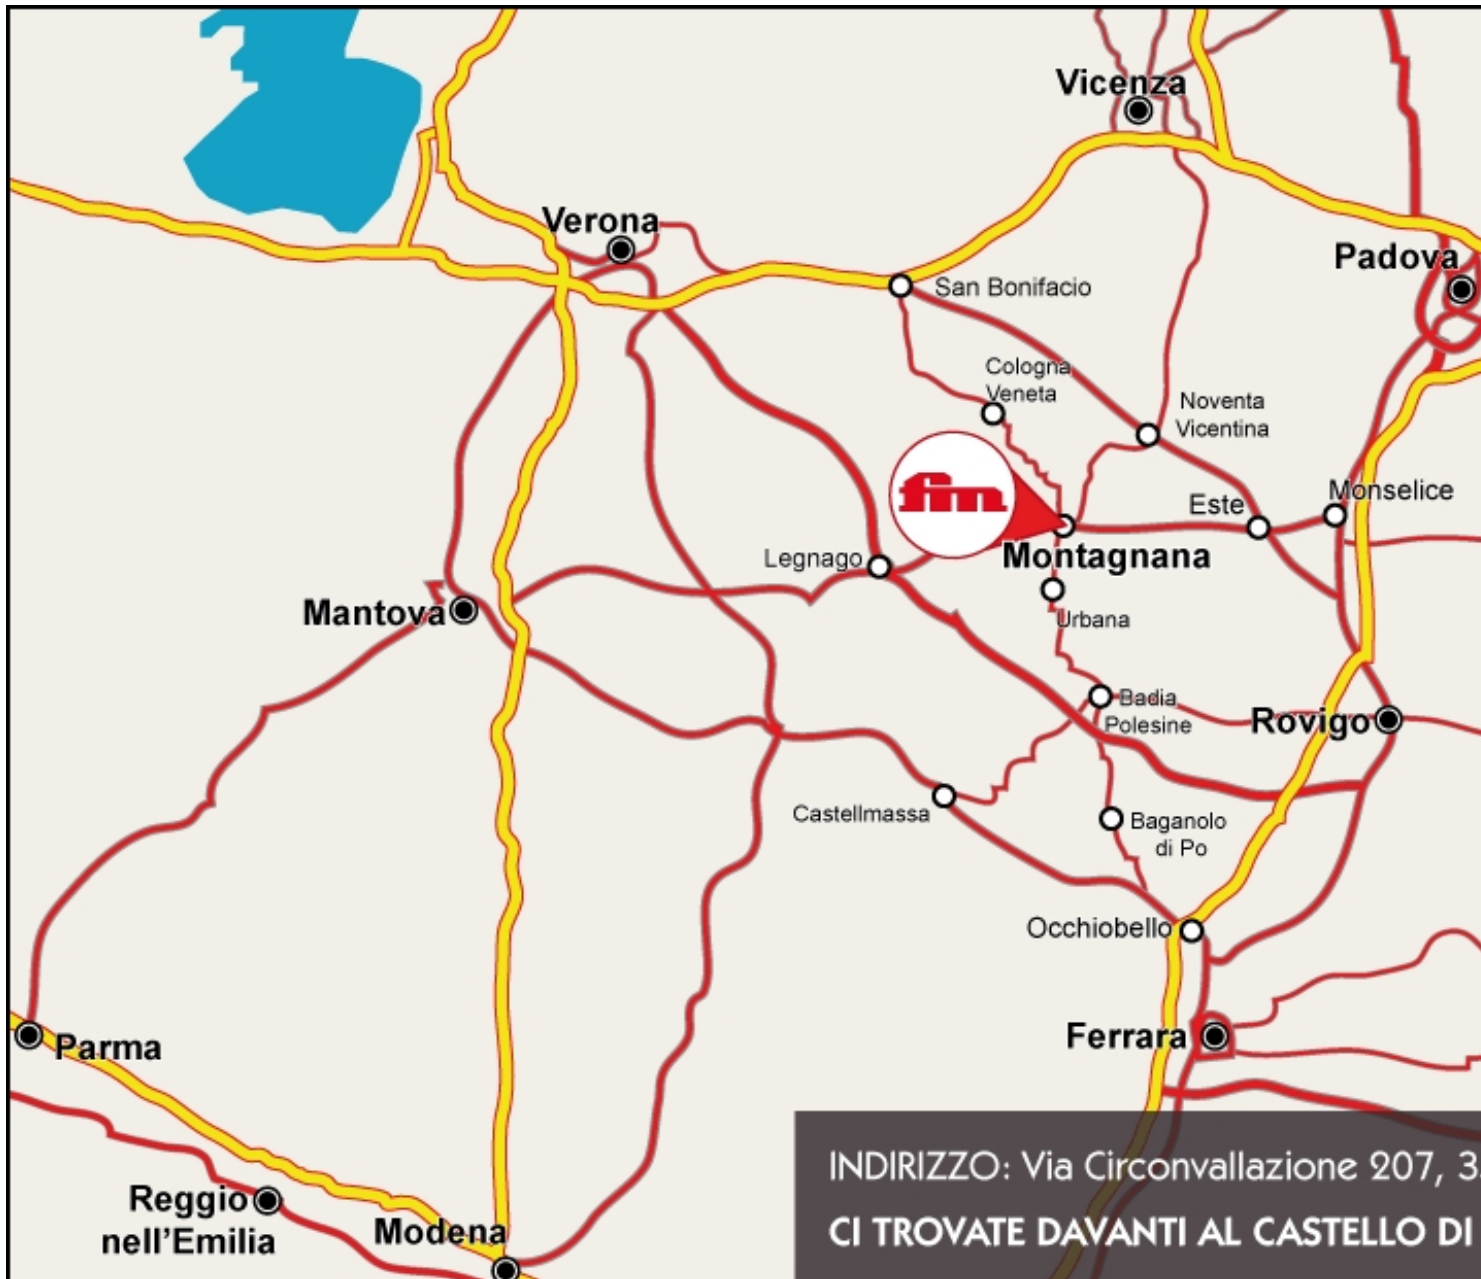 Vicenza
Verona
Padova
San Bonifacio
Cologna
Veneta
Noventa
Vicentina
fm
Este
Monselice
Legnago
Montagnana
Mantova
Urbana
Badia
Polesine
Rovigo
Castellmassa
Baganolo
di Po
Occhiobello
Ferrara
Parma
INDIRIZZO: Via Circonvallazione 207, 3
CI TROVATE DAVANTI AL CASTELLO DI
Reggio
nell'Emilia
Modena